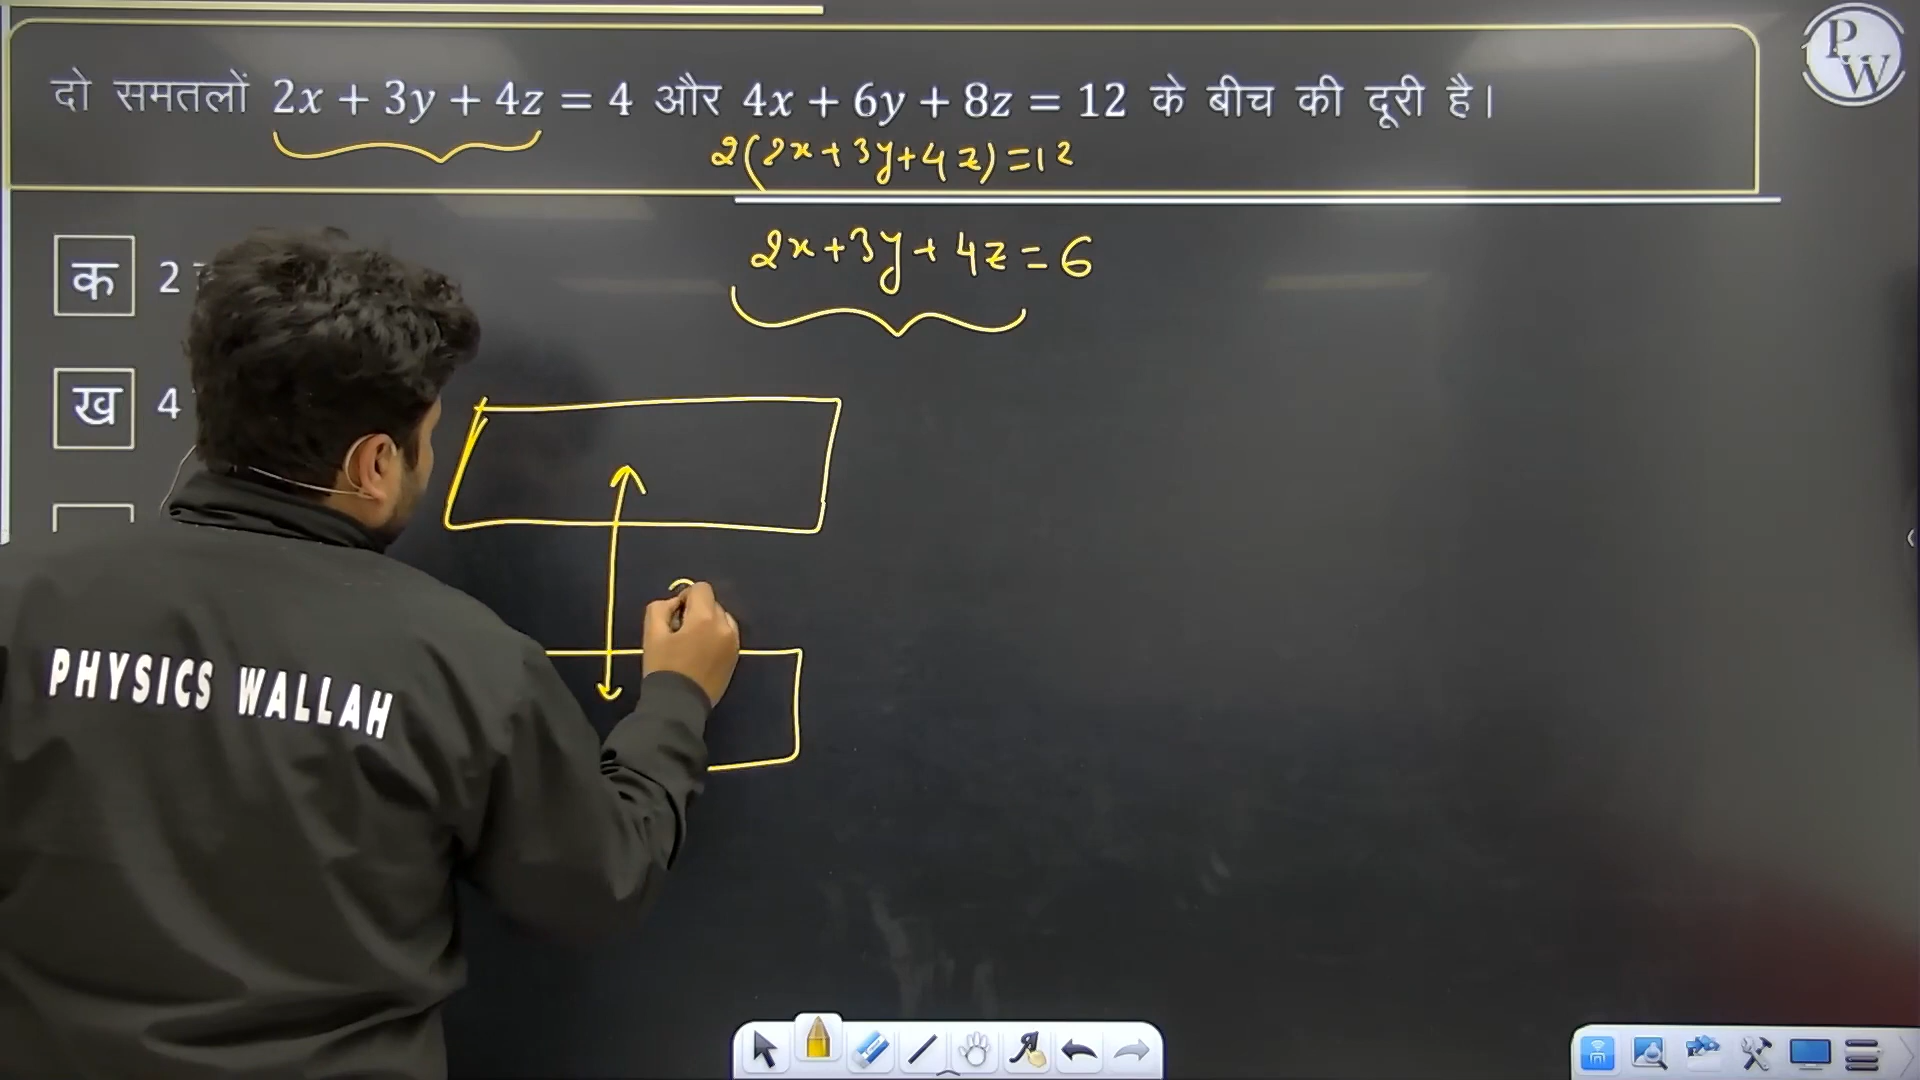 दो समतलों 2x + 3y + 4z = 4 और 4x + 6y + 8z = 12 के बीच की दूरी है।
2(2x+3y+4z)=12
2x+3y+4z=6
क 2
ख 4
PHYSICS WALLAH
PW